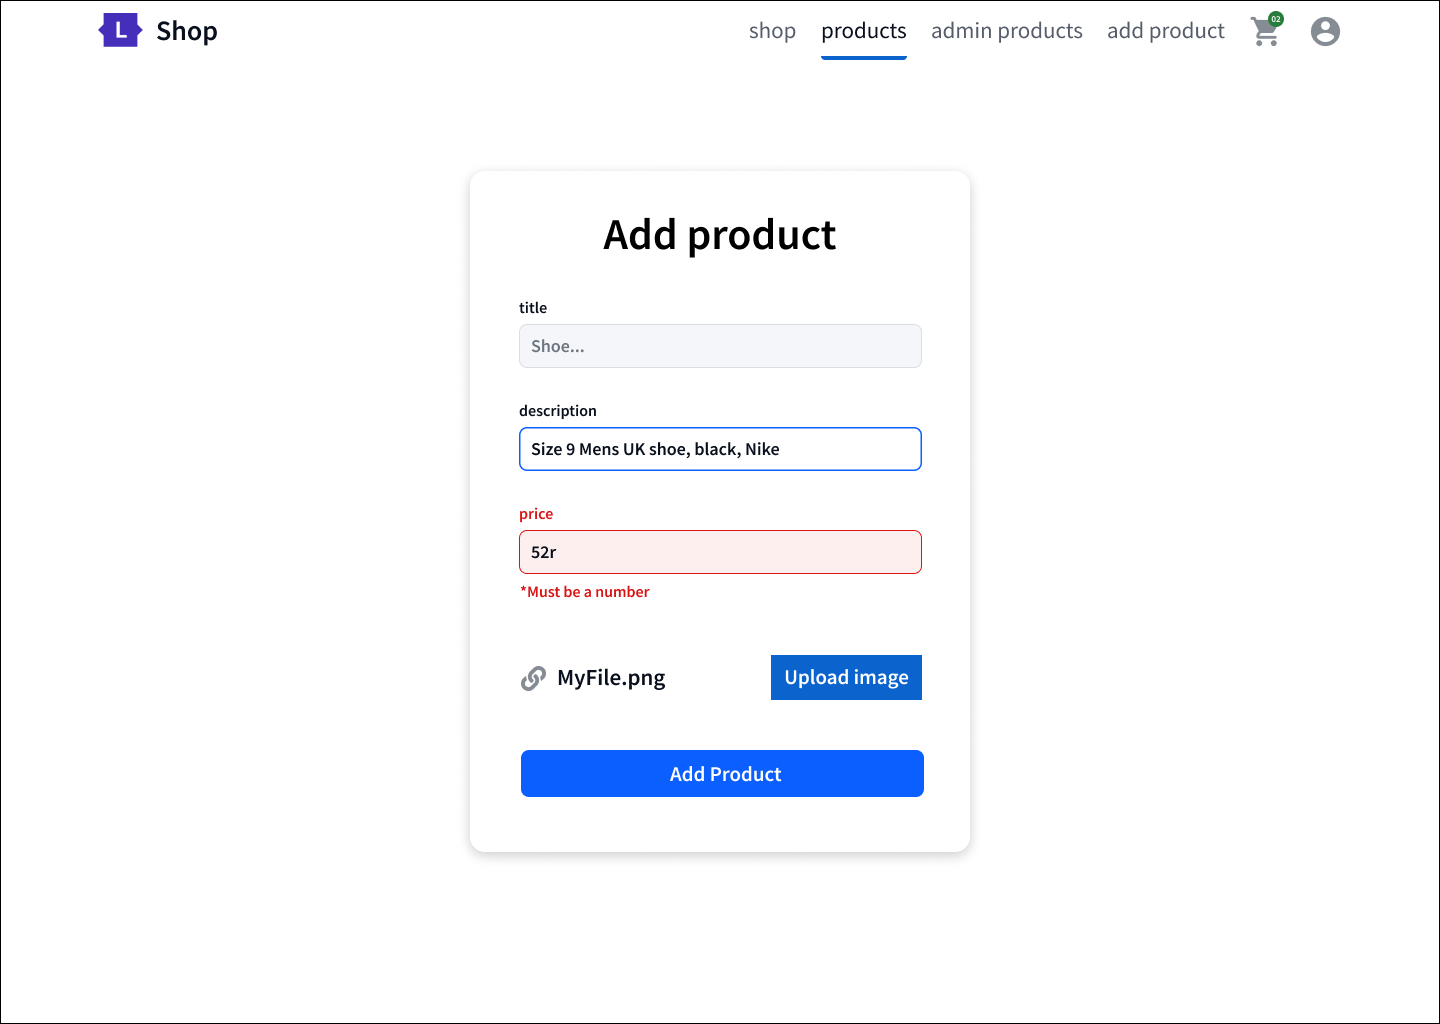 L Shop
shop products admin products add product 02
Add product
title
Shoe...
description
Size 9 Mens UK shoe, black, Nike
price
52r
*Must be a number
MyFile.png Upload image
Add Product